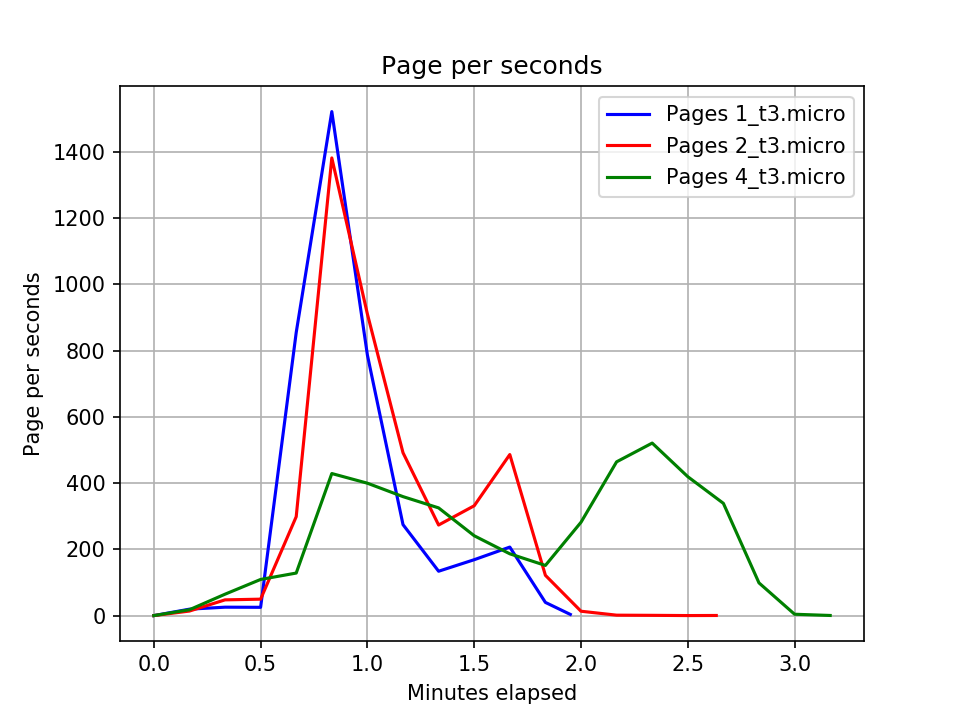 Page per seconds
Pages 1_t3.micro
Pages 2_t3.micro
Pages 4_t3.micro
Page per seconds
1400
1200
1000
800
600
400
200
0
0.0 0.5 1.0 1.5 2.0 2.5 3.0
Minutes elapsed